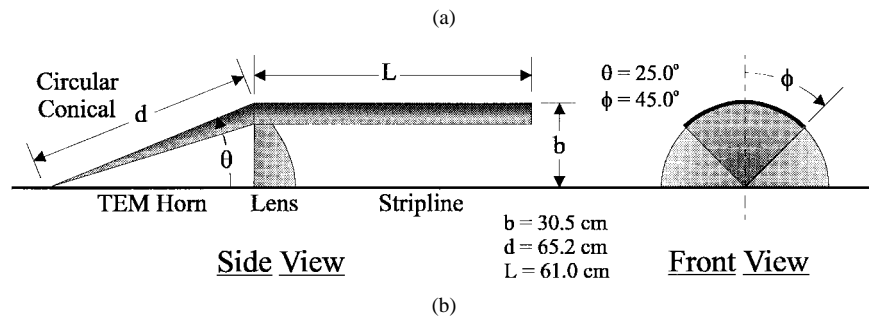 (a)
Circular
Conical
d
L
θ
b
θ = 25.0°
ϕ = 45.0°
ϕ
TEM Horn
Lens
Stripline
b = 30.5 cm
d = 65.2 cm
L = 61.0 cm
Side View
Front View
(b)